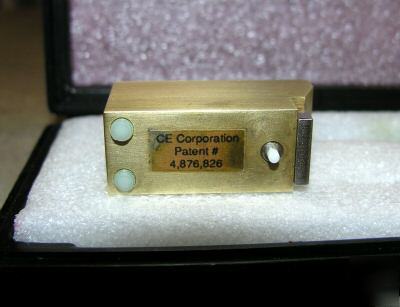 CE Corporation
Patent #
4,876,826